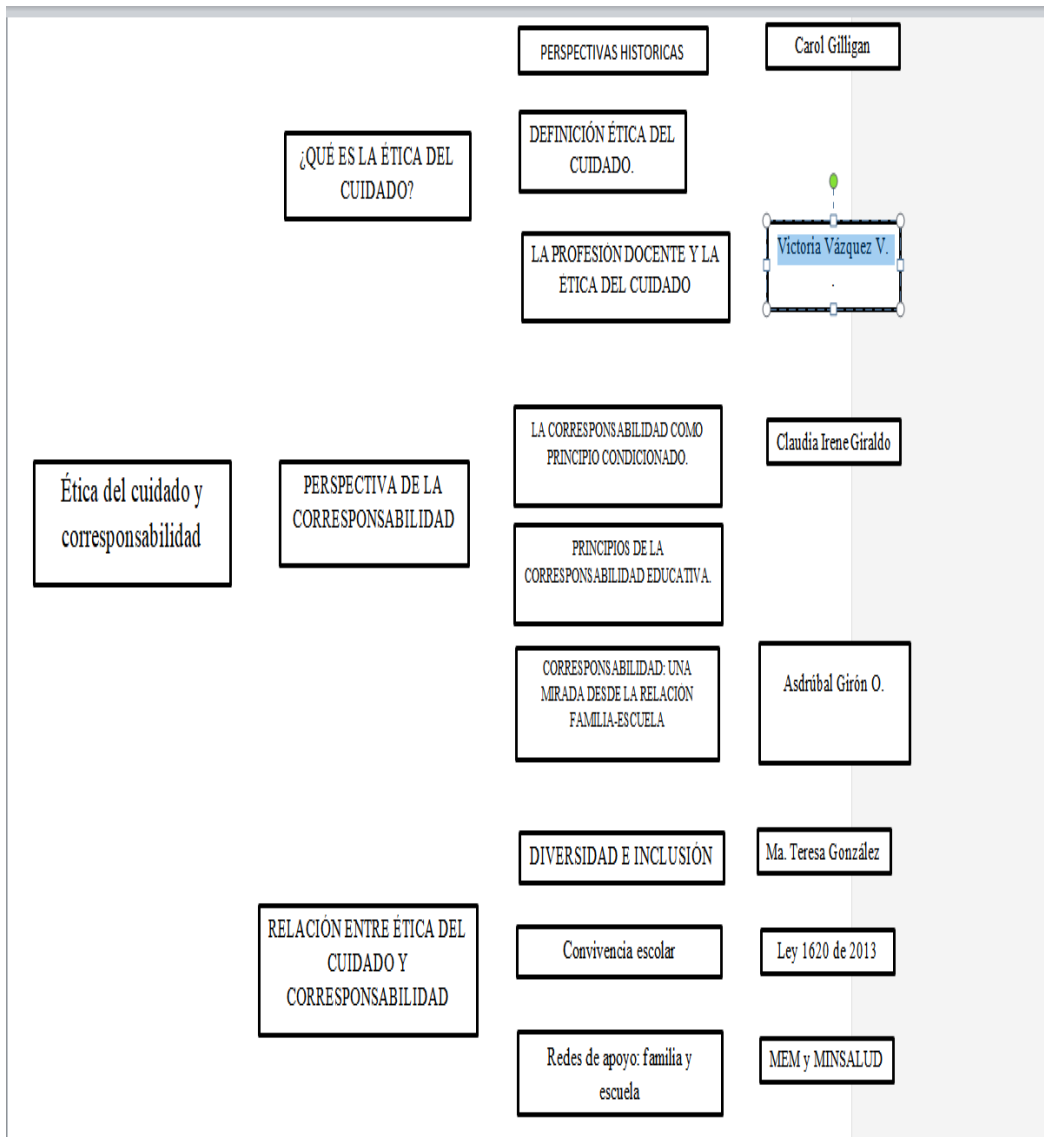 PERSPECTIVAS HISTORICAS
Carol Gilligan
¿QUÉ ES LA ÉTICA DEL
CUIDADO?
DEFINICIÓN ÉTICA DEL
CUIDADO.
LA PROFESIÓN DOCENTE Y LA
ÉTICA DEL CUIDADO
Victoria Vázquez V.
.
Ética del cuidado y
corresponsabilidad
PERSPECTIVA DE LA
CORRESPONSABILIDAD
LA CORRESPONSABILIDAD COMO
PRINCIPIO CONDICIONADO.
Claudia Irene Giraldo
PRINCIPIOS DE LA
CORRESPONSABILIDAD EDUCATIVA.
CORRESPONSABILIDAD: UNA
MIRADA DESDE LA RELACIÓN
FAMILIA-ESCUELA
Asdrúbal Girón O.
RELACIÓN ENTRE ÉTICA DEL
CUIDADO Y
CORRESPONSABILIDAD
DIVERSIDAD E INCLUSIÓN
Ma. Teresa González
Convivencia escolar
Ley 1620 de 2013
Redes de apoyo: familia y
escuela
MEM y MINSALUD